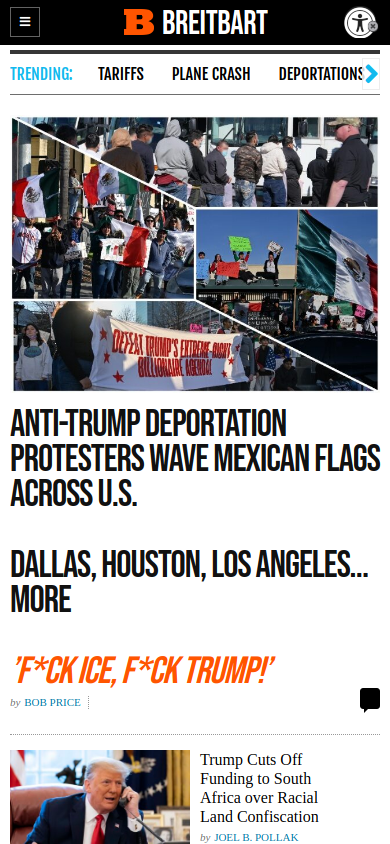 B BREITBART
TRENDING:
TARIFFS
PLANE CRASH
DEPORTATIONS
DEFEAT TRUMP'S EXTREME-RIGHT
BILLIONAIRE AGENDA
ANTI-TRUMP DEPORTATION
PROTESTERS WAVE MEXICAN FLAGS
ACROSS U.S.
DALLAS, HOUSTON, LOS ANGELES…
MORE
'F*CK ICE, F*CK TRUMP!'
by BOB PRICE
Trump Cuts Off
Funding to South
Africa over Racial
Land Confiscation
by JOEL B. POLLAK